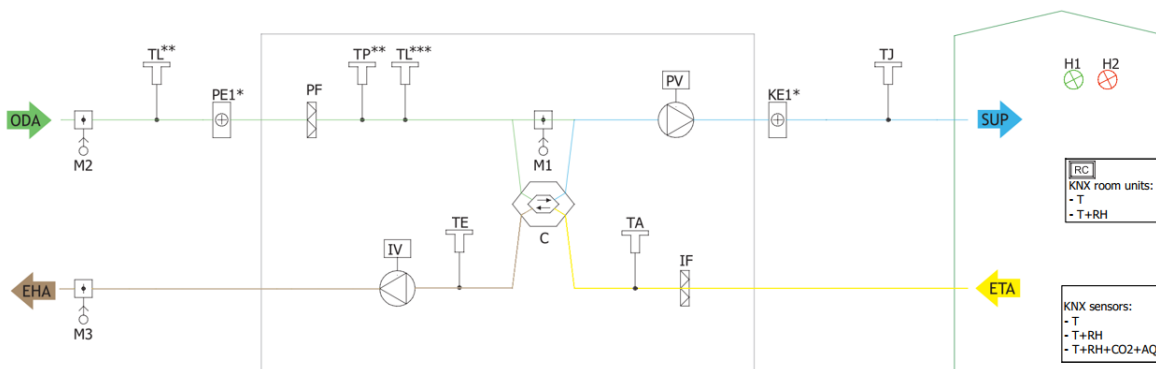 TL**
TP** TL***
TJ
H1 H2
PE1*
PF
PV
KE1*
ODA
SUP
M2
M1
RC
KNX room units:
- T
- T+RH
C
TE
TA
IV
IF
EHA
ETA
M3
KNX sensors:
- T
- T+RH
- T+RH+CO2+AQ